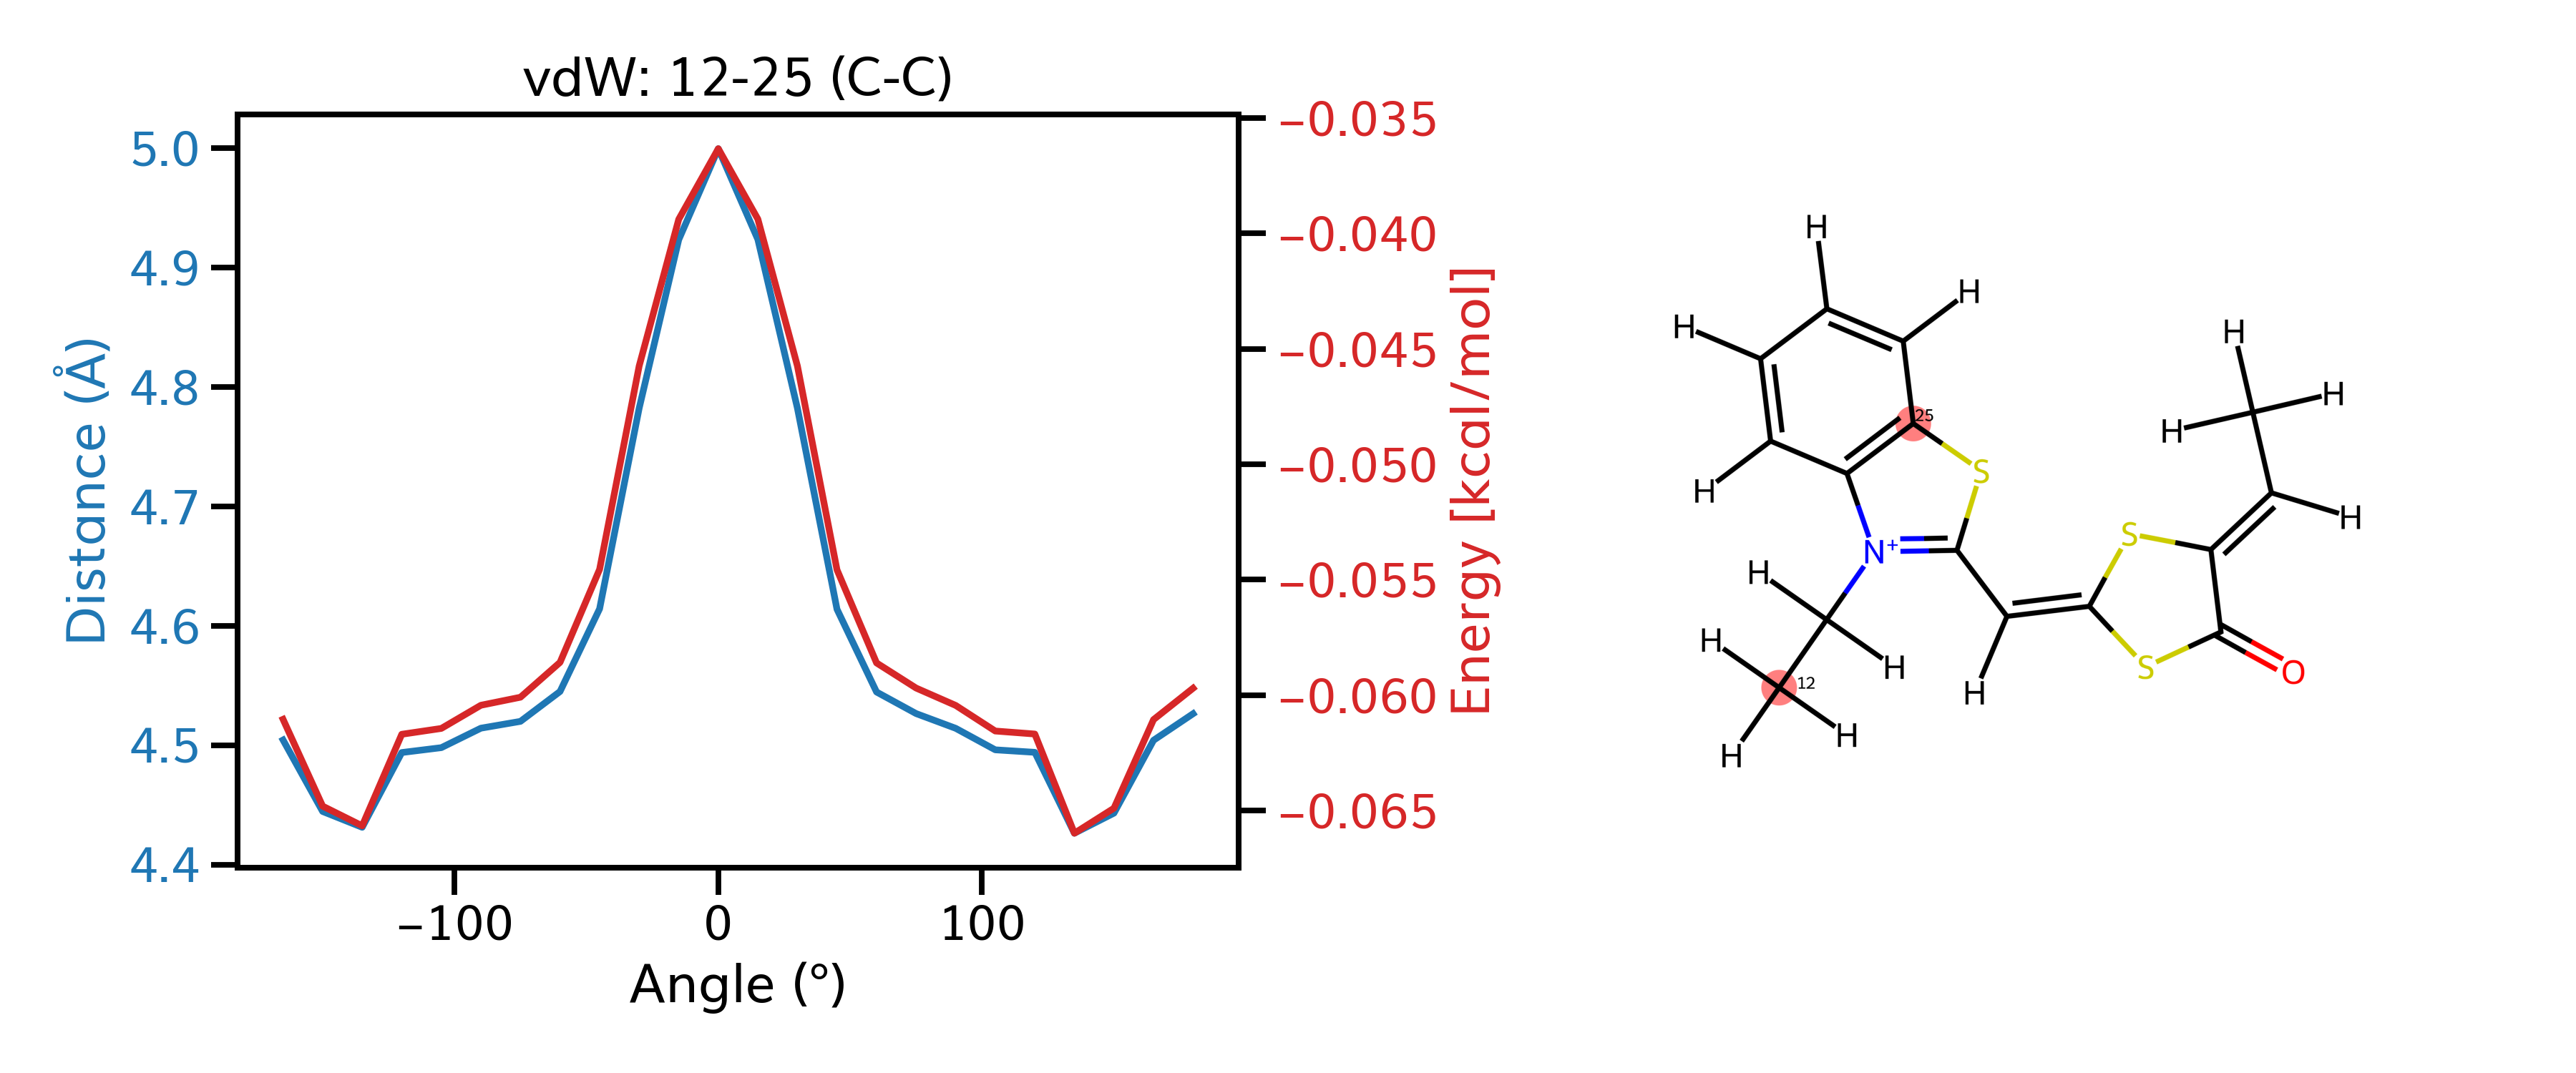 vdW: 12-25 (C-C)
5.0
4.9
4.8
4.7
4.6
4.5
4.4
Distance (Å)
−100
0
100
Angle (°)
−0.035
−0.040
−0.045
−0.050
−0.055
−0.060
−0.065
Energy [kcal/mol]
H
H
H
H
H
H
25
H
S
H
H
S
N+
H
H
H
S
O
12
H
H
H